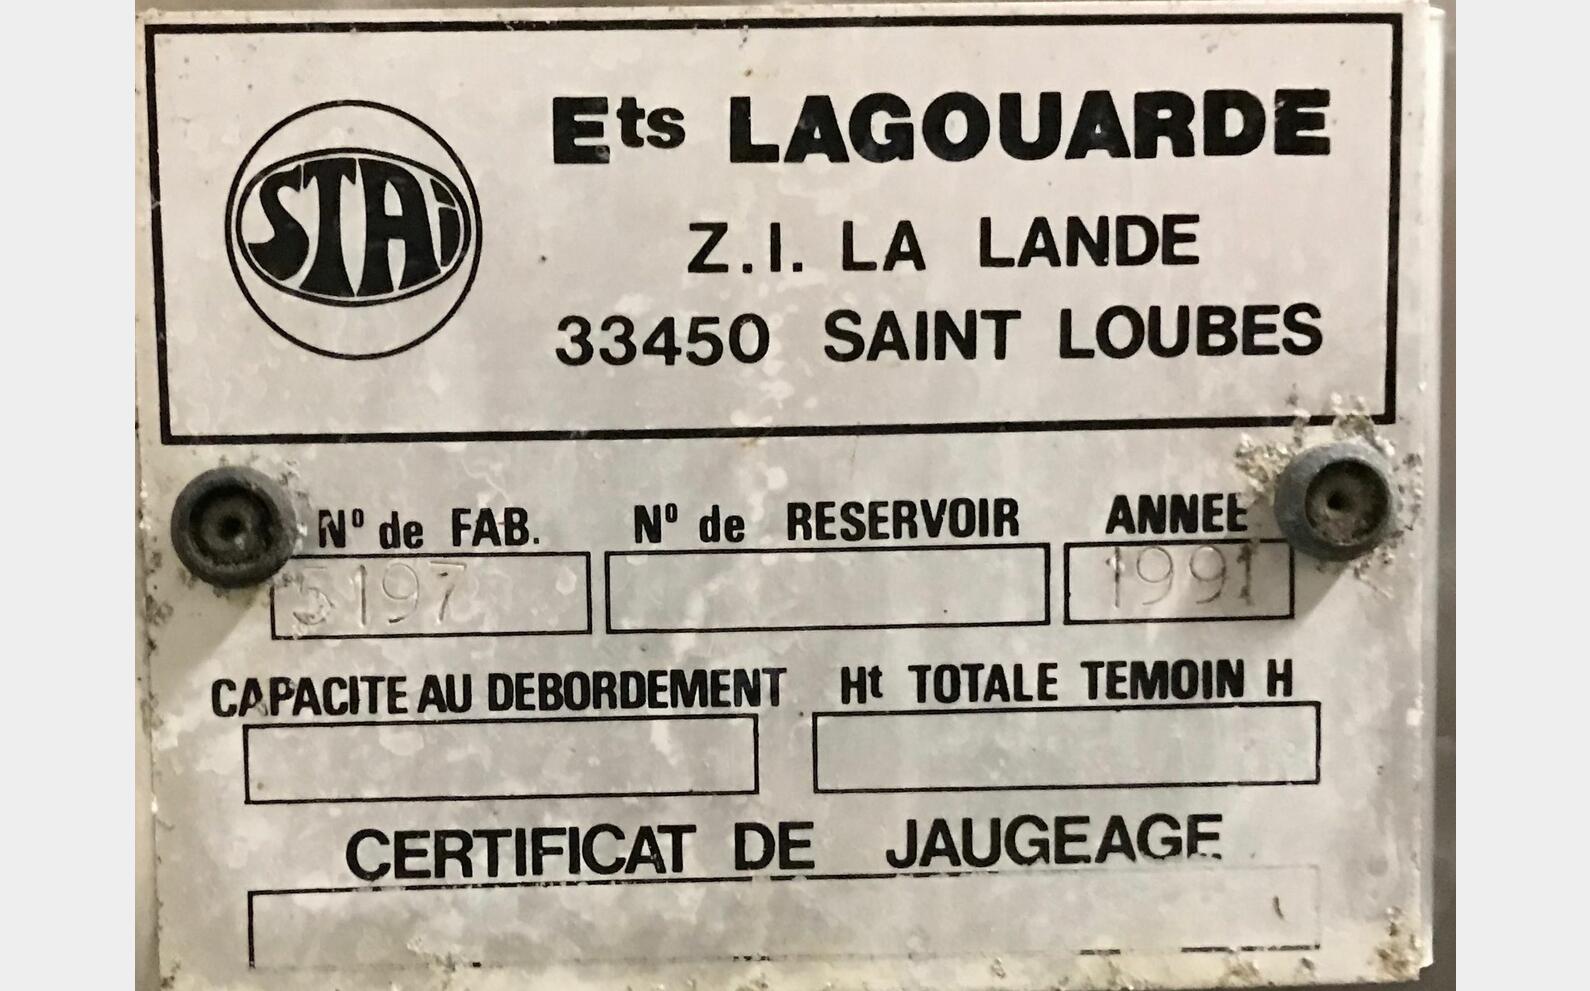 STAi
Ets LAGOUARDE
Z.I. LA LANDE
33450 SAINT LOUBES
Nº de FAB. Nº de RESERVOIR ANNEE
5197 1991
CAPACITE AU DEBORDEMENT Ht TOTALE TEMOIN H
CERTIFICAT DE JAUGEAGE